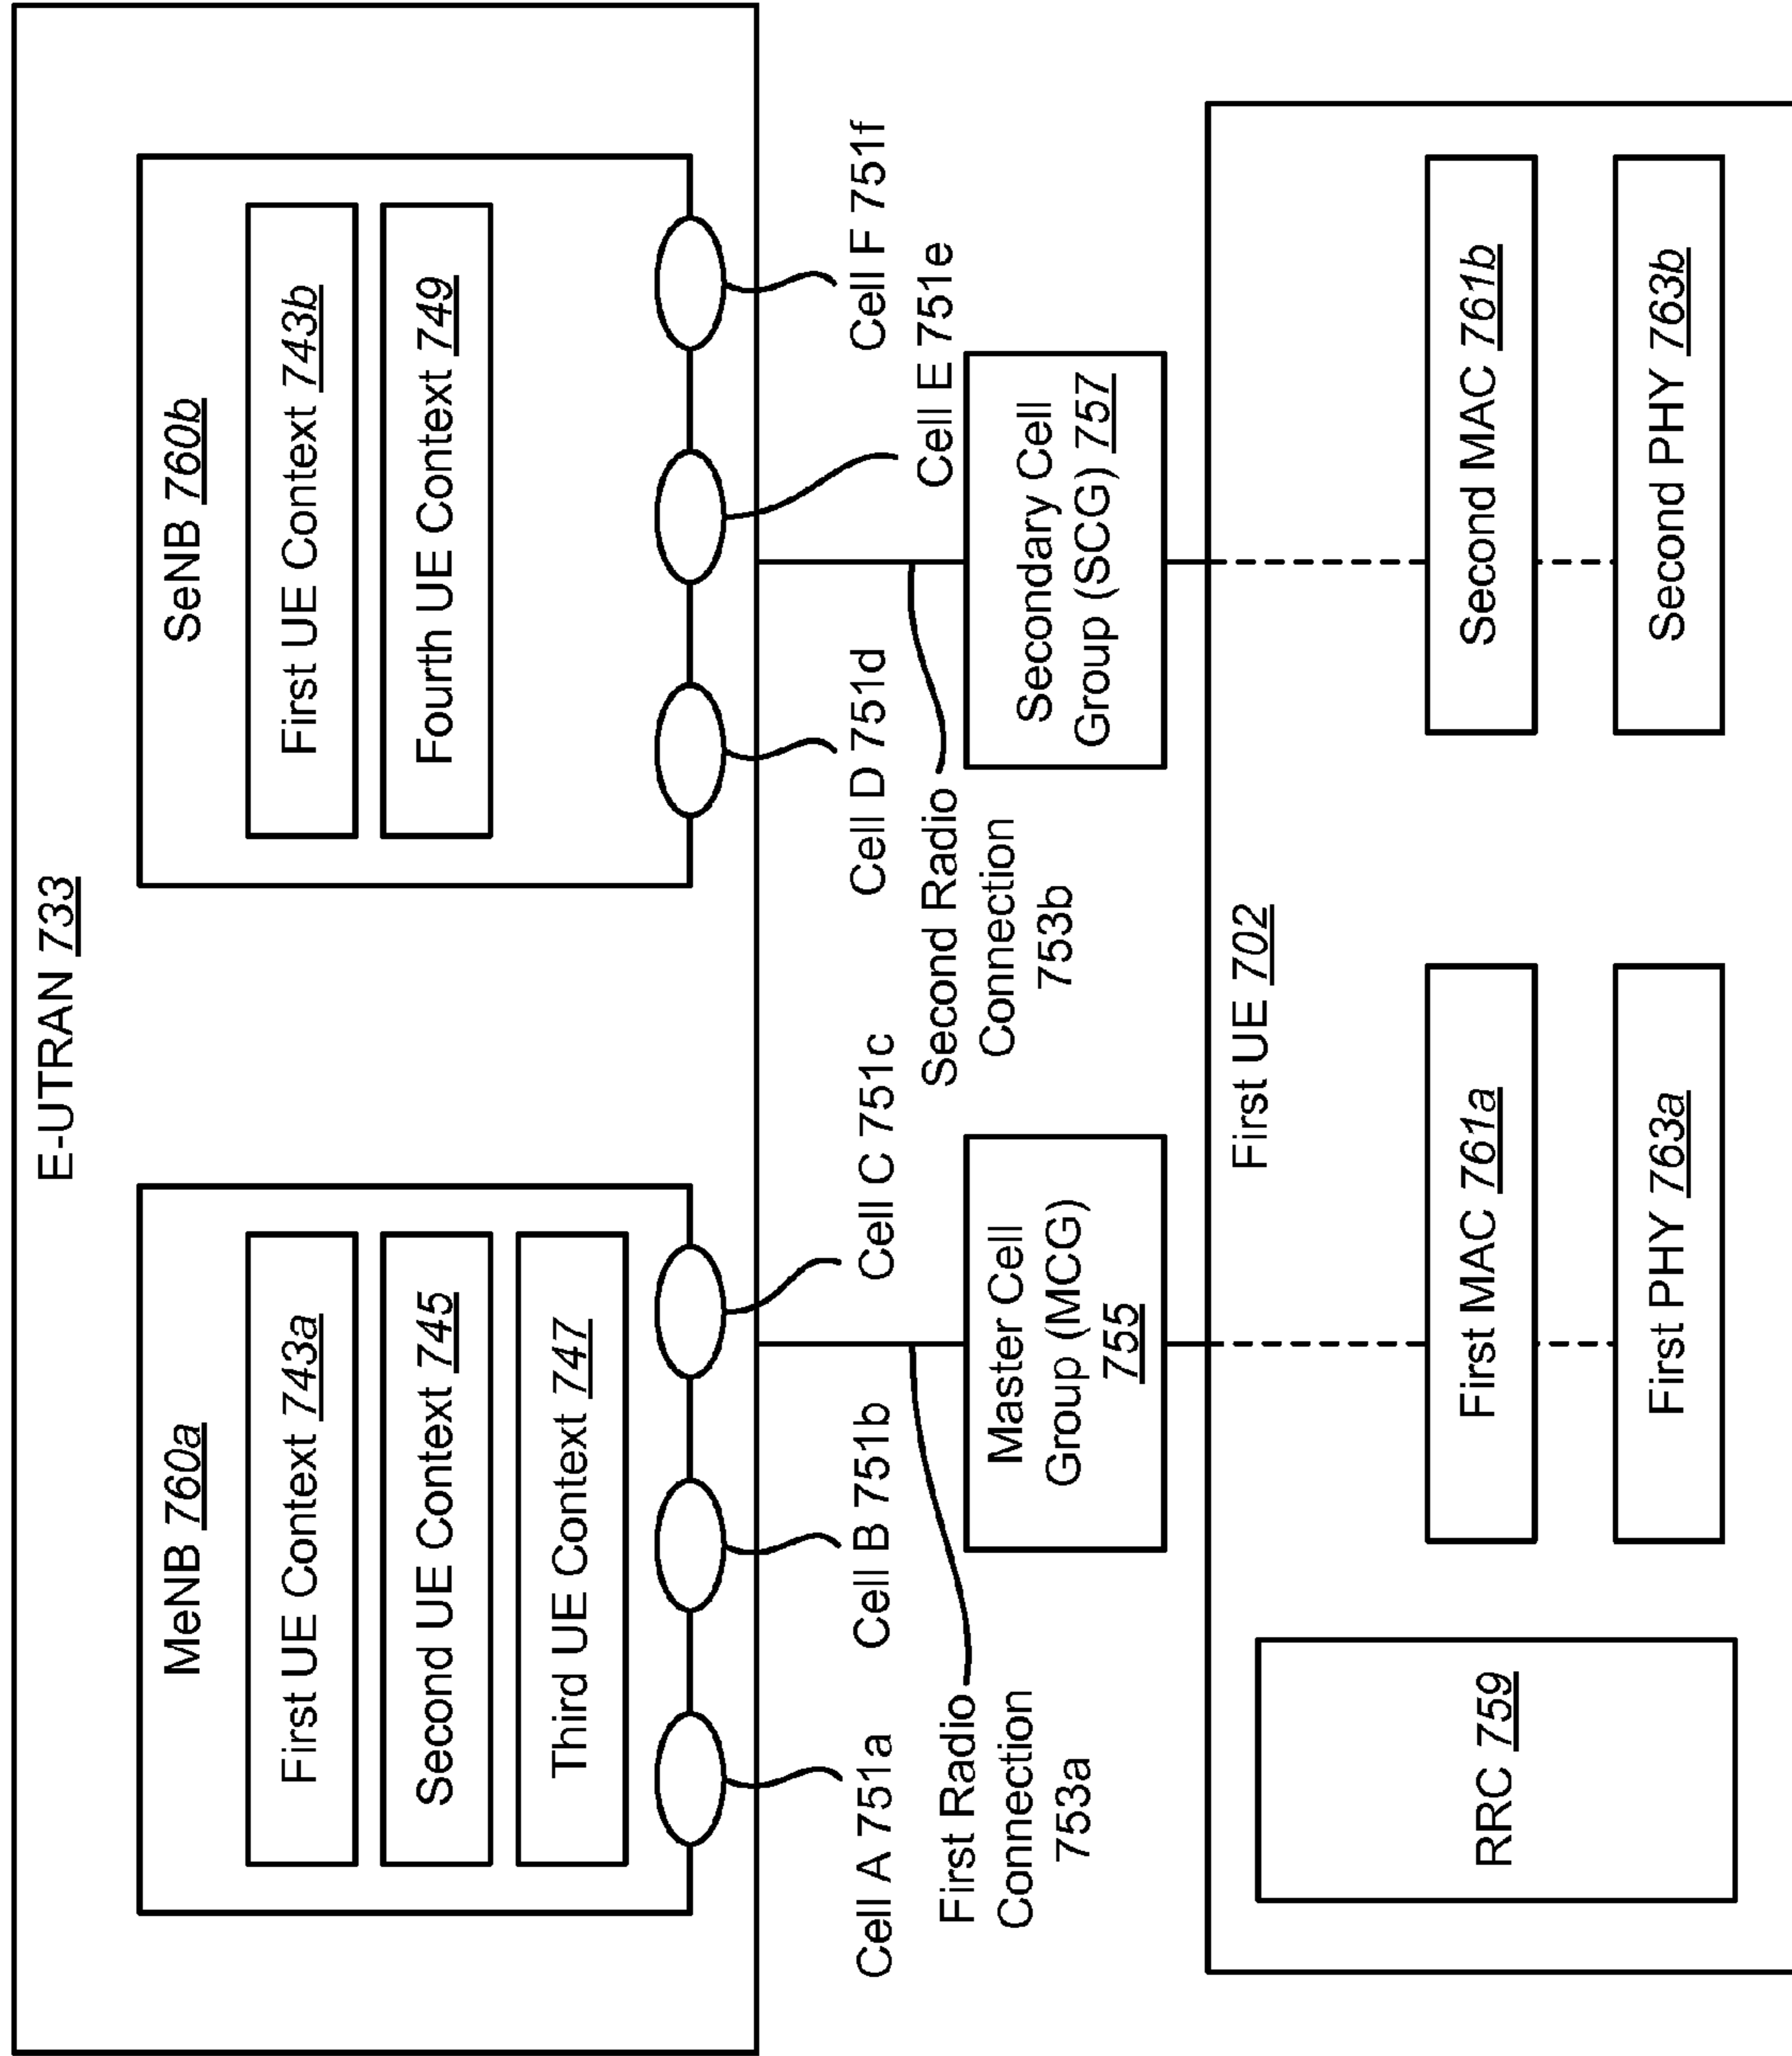 E-UTRAN 733
MeNB 760a
First UE Context 743a
Second UE Context 745
Third UE Context 747
SeNB 760b
First UE Context 743b
Fourth UE Context 749
Cell A 751a
Cell B 751b
Cell C 751c
Cell D 751d
Cell E 751e
Cell F 751f
First Radio
Connection
753a
Master Cell
Group (MCG)
755
Second Radio
Connection
753b
Secondary Cell
Group (SCG) 757
First UE 702
RRC 759
First MAC 761a
First PHY 763a
Second MAC 761b
Second PHY 763b